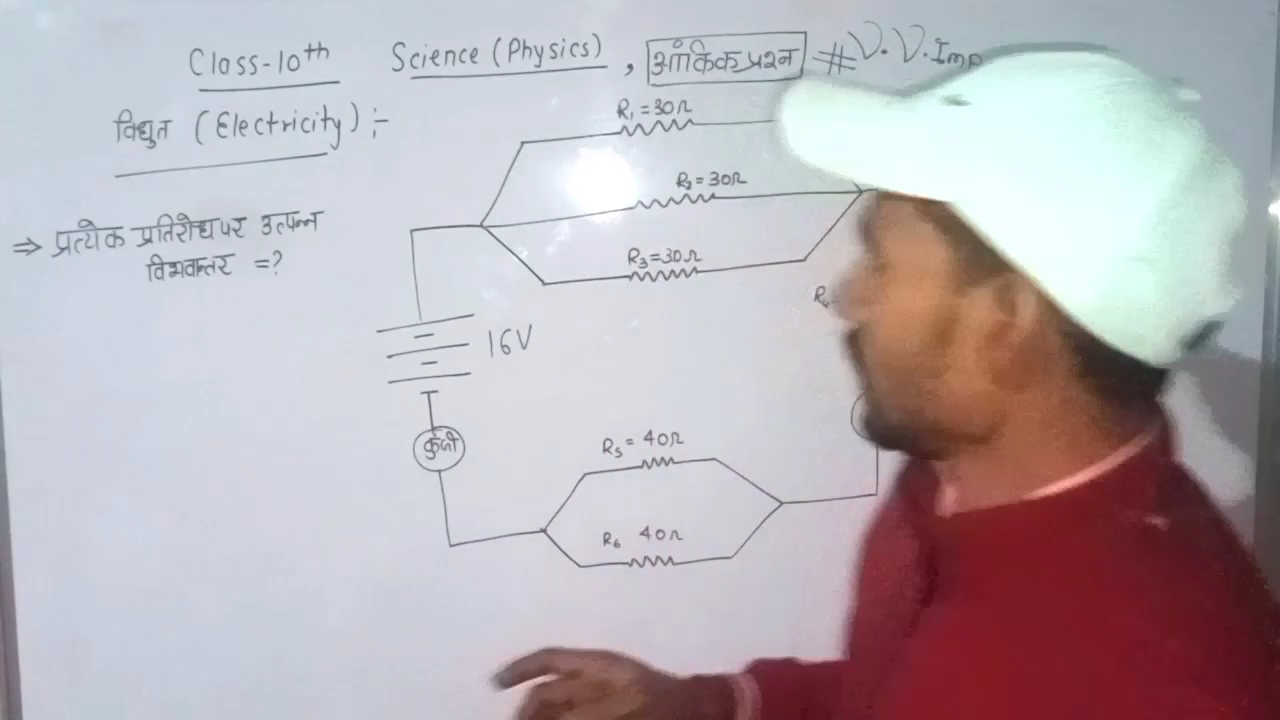 Class-10th Science (Physics) , आंकिक प्रश्न # V. V. Imp
विद्युत (Electricity) :-
R₁ = 30Ω
R₂ = 30Ω
⇒ प्रत्येक प्रतिरोध पर उत्पन्न
विभवान्तर = ?
R₃ = 30Ω
16V
कुंजी
R₅ = 40Ω
R₆ 40Ω